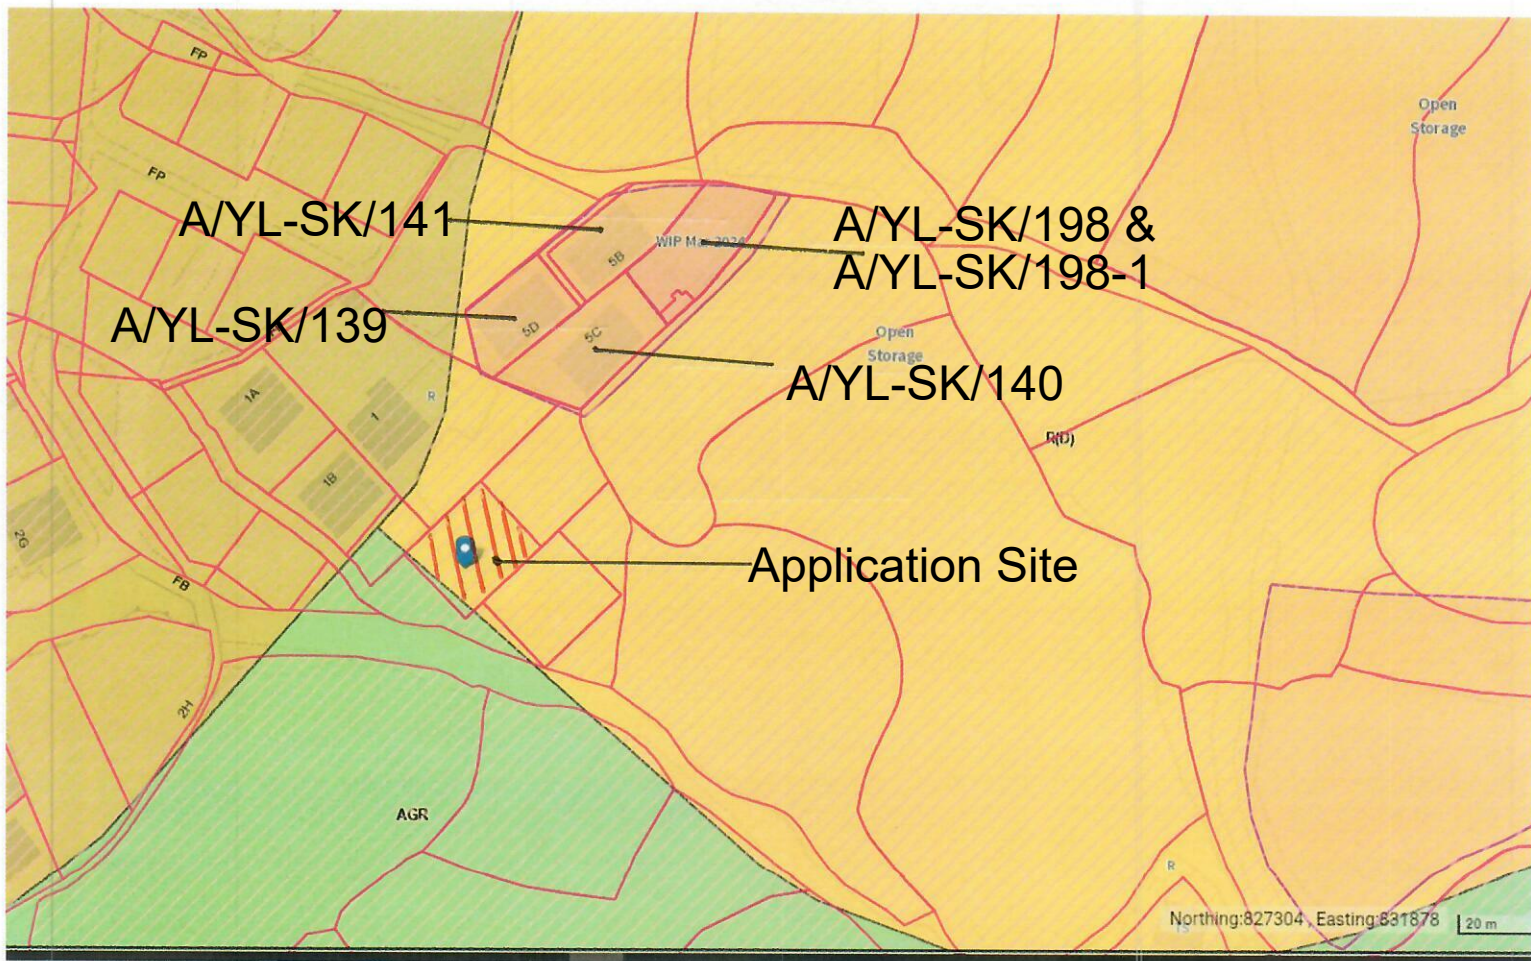 FP
Open
Storage
FP
A/YL-SK/141
A/YL-SK/198 &
A/YL-SK/198-1
5B
A/YL-SK/139
5D
5C
Open
Storage
A/YL-SK/140
1A
1
R
R(D)
1B
2G
Application Site
FB
2H
AGR
R
Northing:827304 , Easting:831878
20 m